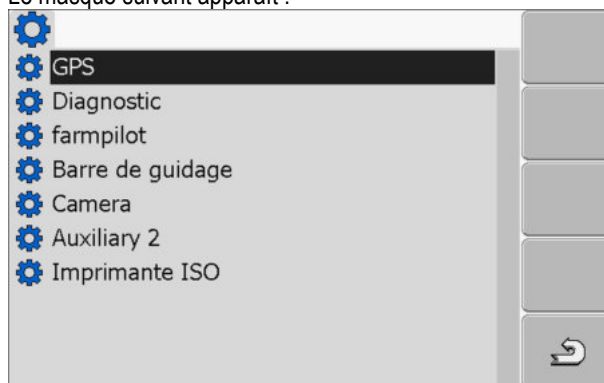 Le masque suivant apparaît :
GPS
Diagnostic
farmpilot
Barre de guidage
Camera
Auxiliary 2
Imprimante ISO